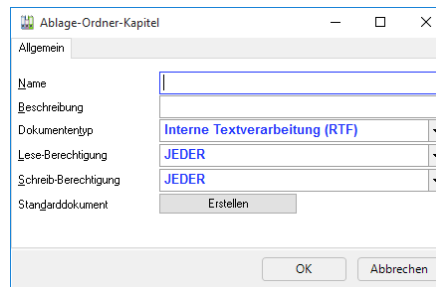 Ablage-Ordner-Kapitel
Allgemein
Name
Beschreibung
Dokumententyp Interne Textverarbeitung (RTF)
Lese-Berechtigung JEDER
Schreib-Berechtigung JEDER
Standarddokument Erstellen
OK Abbrechen